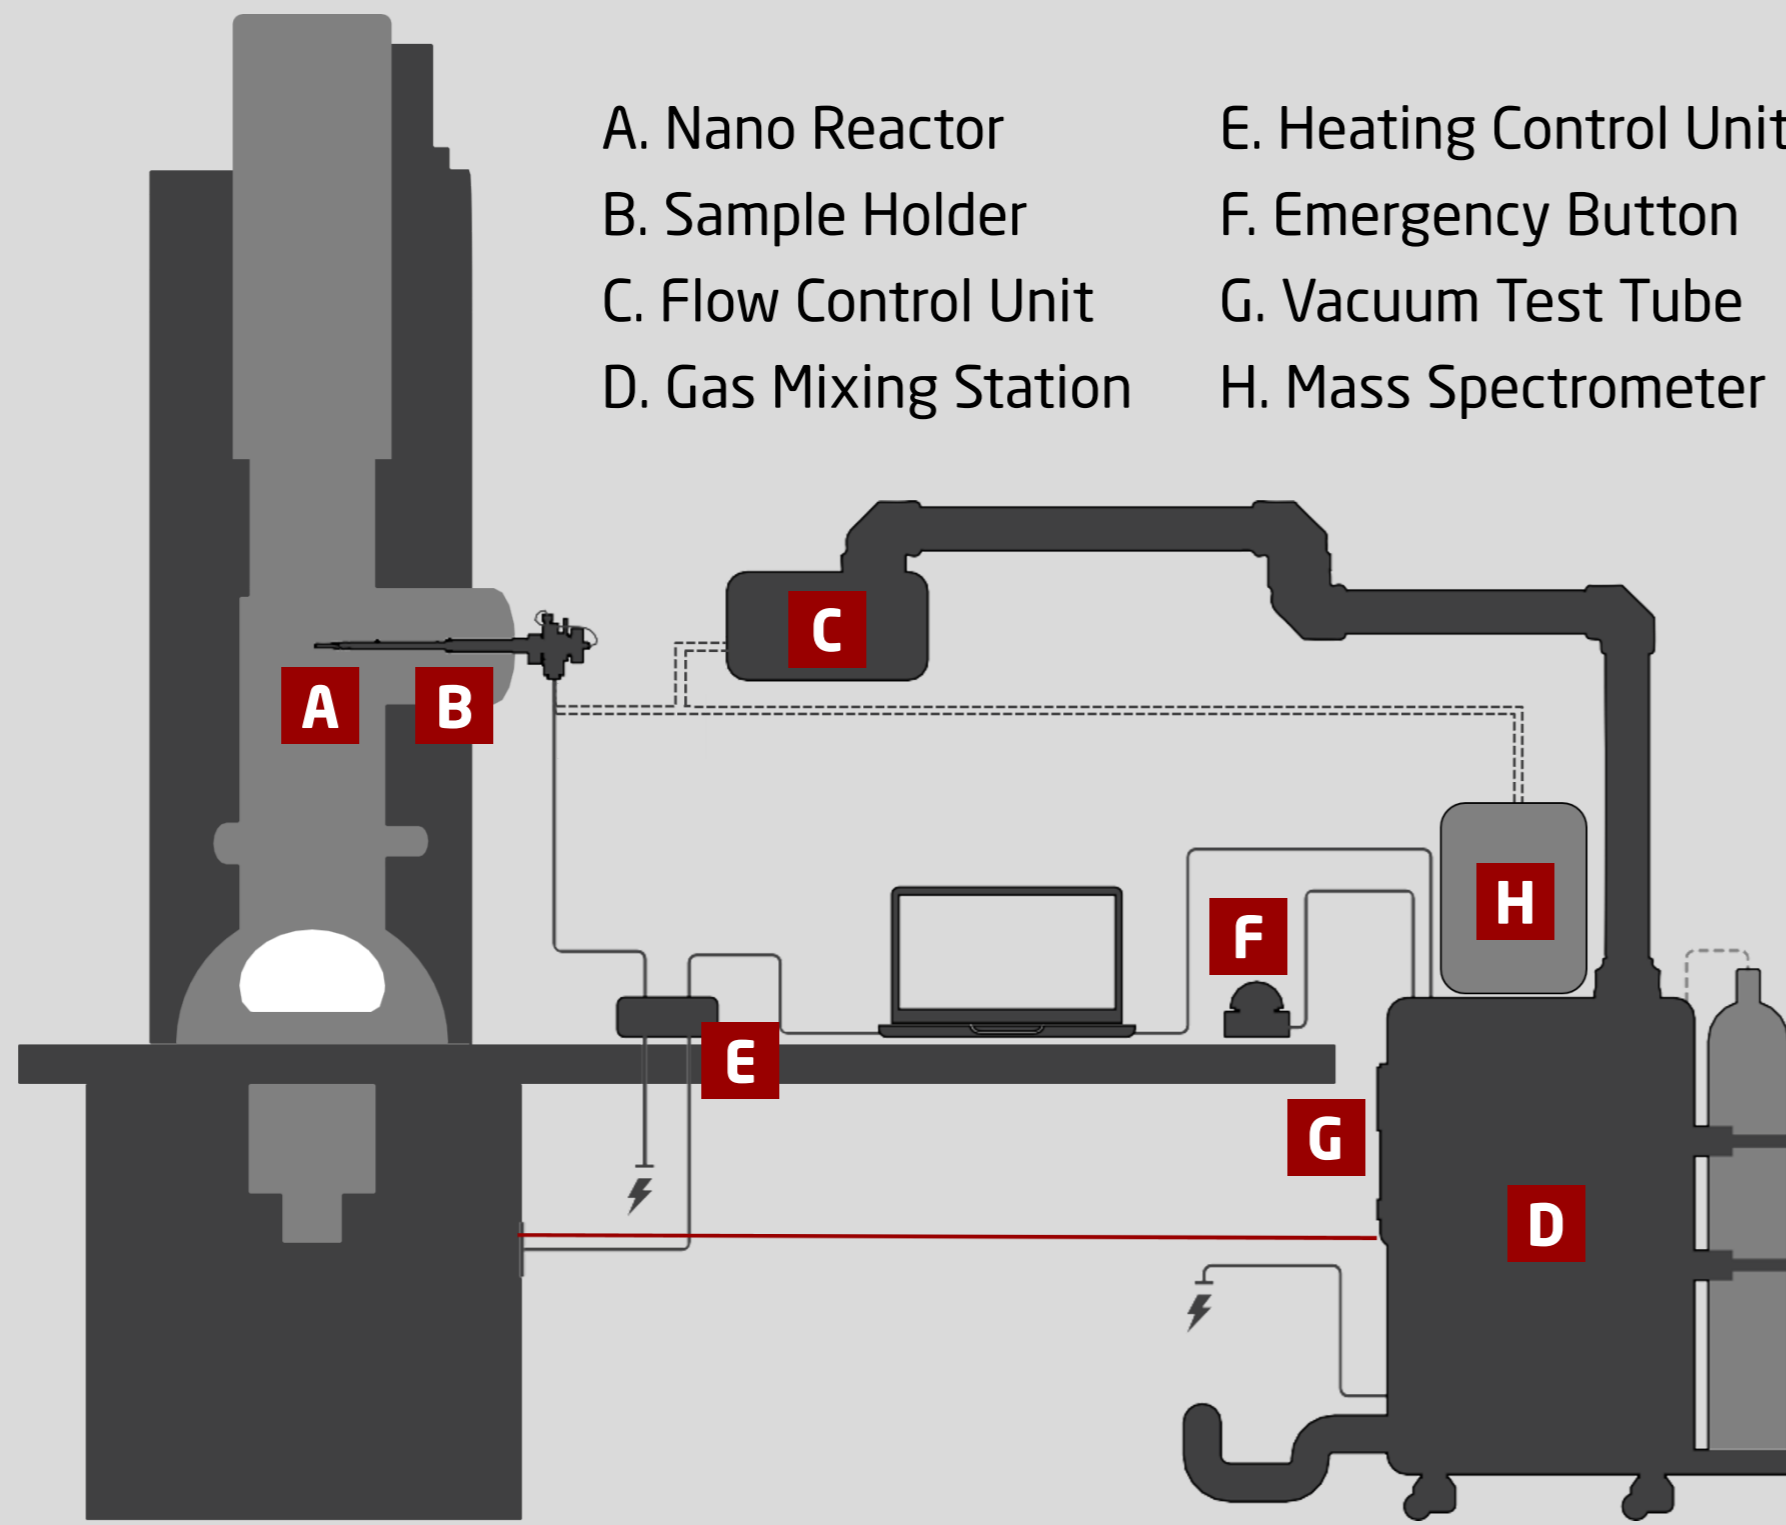 A. Nano Reactor
B. Sample Holder
C. Flow Control Unit
D. Gas Mixing Station
E. Heating Control Unit
F. Emergency Button
G. Vacuum Test Tube
H. Mass Spectrometer
C
A
B
H
F
E
G
D